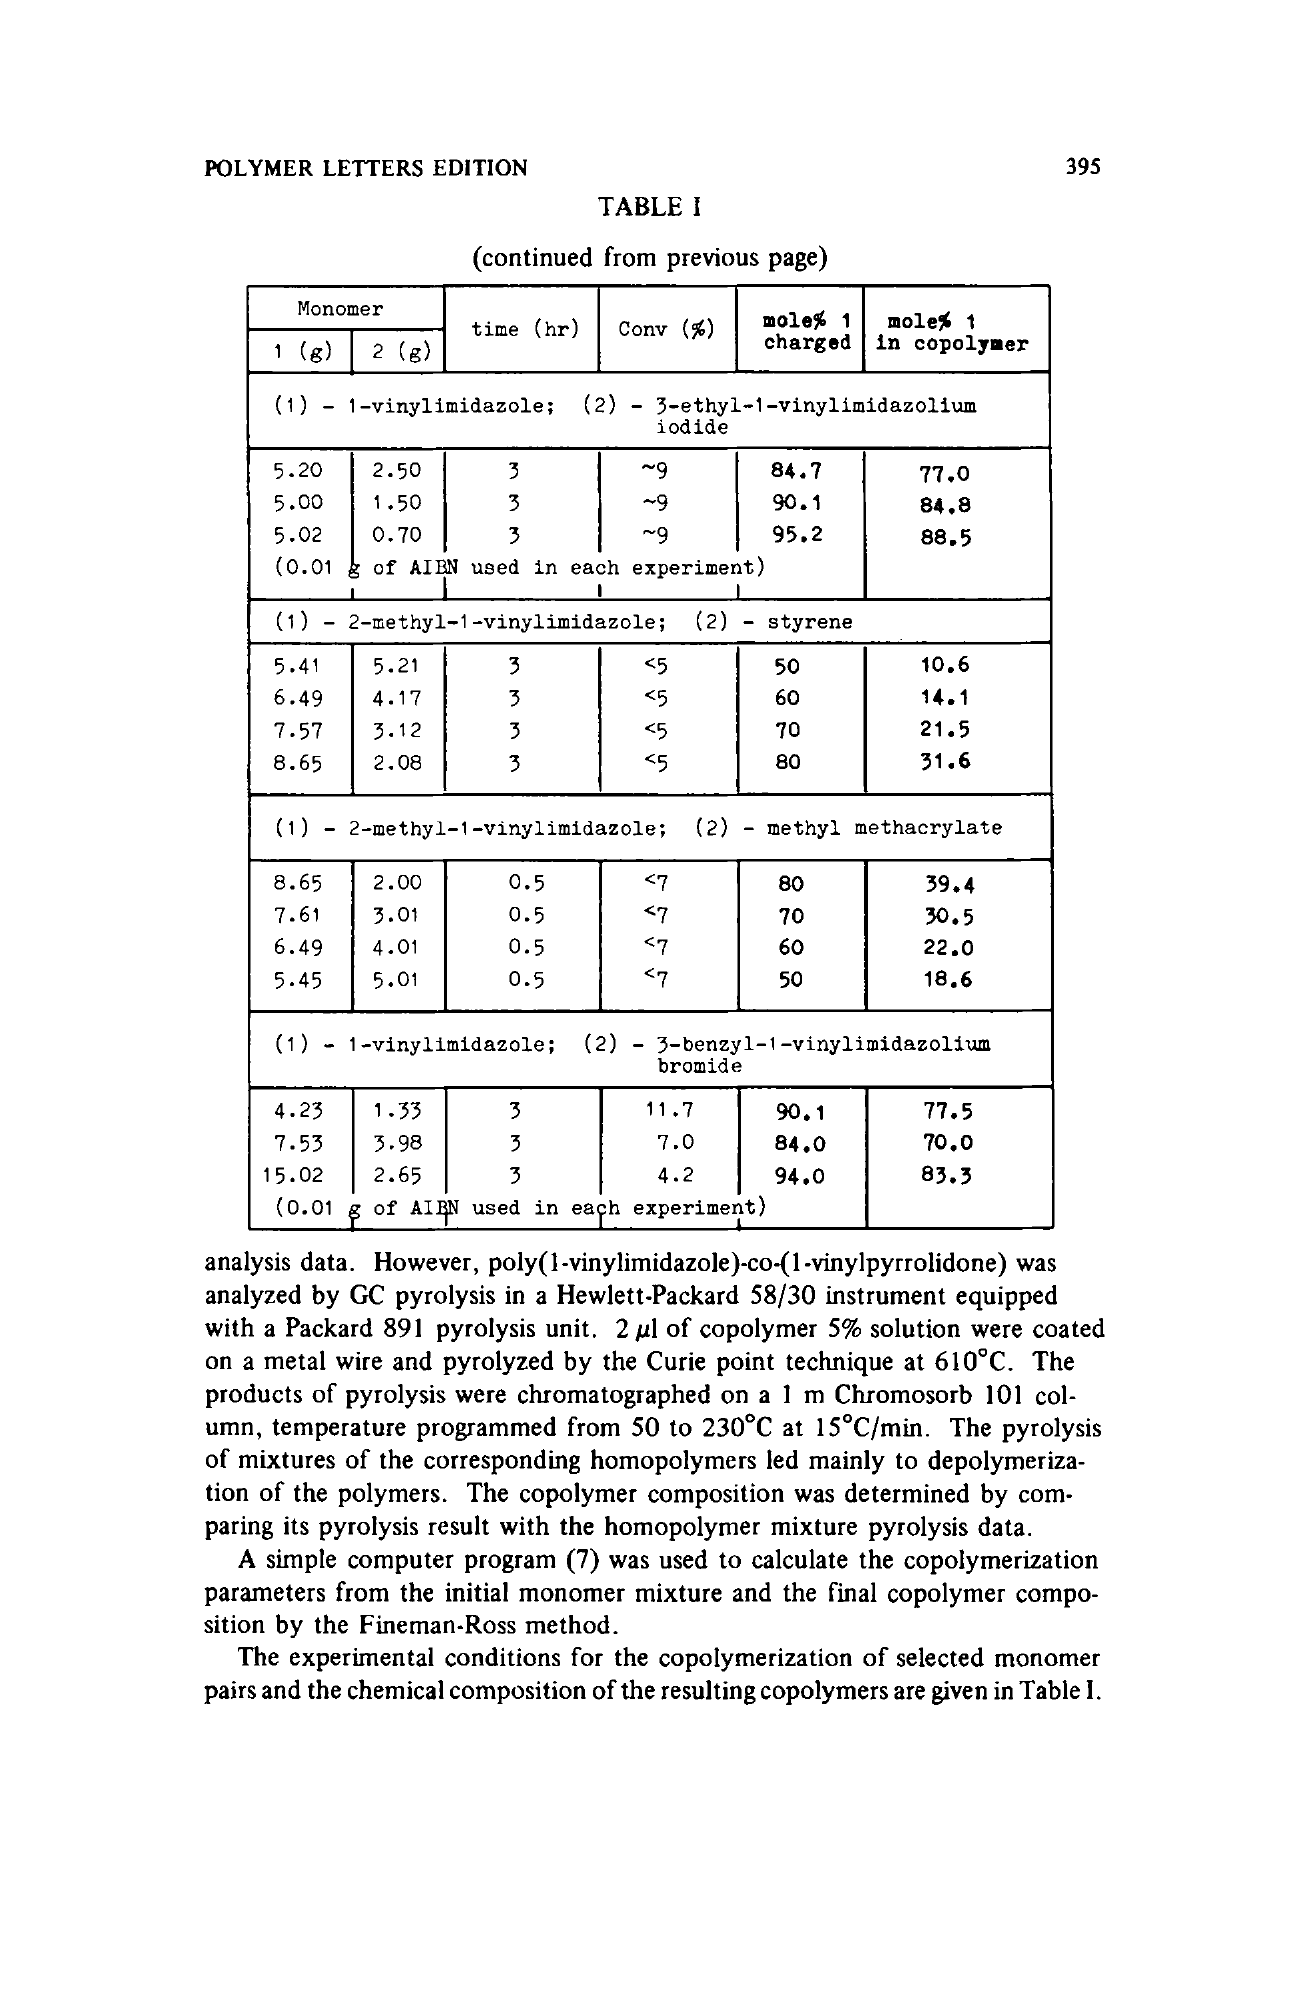 POLYMER LETTERS EDITION 395
TABLE I
(continued from previous page)
Monomer
1 (g) 2 (g) time (hr) Conv (%) mole% 1 charged mole% 1 in copolymer
(1) - 1-vinylimidazole; (2) - 3-ethyl-1-vinylimidazolium
iodide
5.20 2.50 3 ~9 84.7 77.0
5.00 1.50 3 ~9 90.1 84.8
5.02 0.70 3 ~9 95.2 88.5
(0.01 g of AIBN used in each experiment)
(1) - 2-methyl-1-vinylimidazole; (2) - styrene
5.41 5.21 3 <5 50 10.6
6.49 4.17 3 <5 60 14.1
7.57 3.12 3 <5 70 21.5
8.65 2.08 3 <5 80 31.6
(1) - 2-methyl-1-vinylimidazole; (2) - methyl methacrylate
8.65 2.00 0.5 <7 80 39.4
7.61 3.01 0.5 <7 70 30.5
6.49 4.01 0.5 <7 60 22.0
5.45 5.01 0.5 <7 50 18.6
(1) - 1-vinylimidazole; (2) - 3-benzyl-1-vinylimidazolium
bromide
4.23 1.33 3 11.7 90.1 77.5
7.53 3.98 3 7.0 84.0 70.0
15.02 2.65 3 4.2 94.0 83.3
(0.01 g of AIBN used in each experiment)
analysis data. However, poly(1-vinylimidazole)-co-(1-vinylpyrrolidone) was
analyzed by GC pyrolysis in a Hewlett-Packard 58/30 instrument equipped
with a Packard 891 pyrolysis unit. 2 μl of copolymer 5% solution were coated
on a metal wire and pyrolyzed by the Curie point technique at 610°C. The
products of pyrolysis were chromatographed on a 1 m Chromosorb 101 col-
umn, temperature programmed from 50 to 230°C at 15°C/min. The pyrolysis
of mixtures of the corresponding homopolymers led mainly to depolymeriza-
tion of the polymers. The copolymer composition was determined by com-
paring its pyrolysis result with the homopolymer mixture pyrolysis data.
A simple computer program (7) was used to calculate the copolymerization
parameters from the initial monomer mixture and the final copolymer compo-
sition by the Fineman-Ross method.
The experimental conditions for the copolymerization of selected monomer
pairs and the chemical composition of the resulting copolymers are given in Table I.